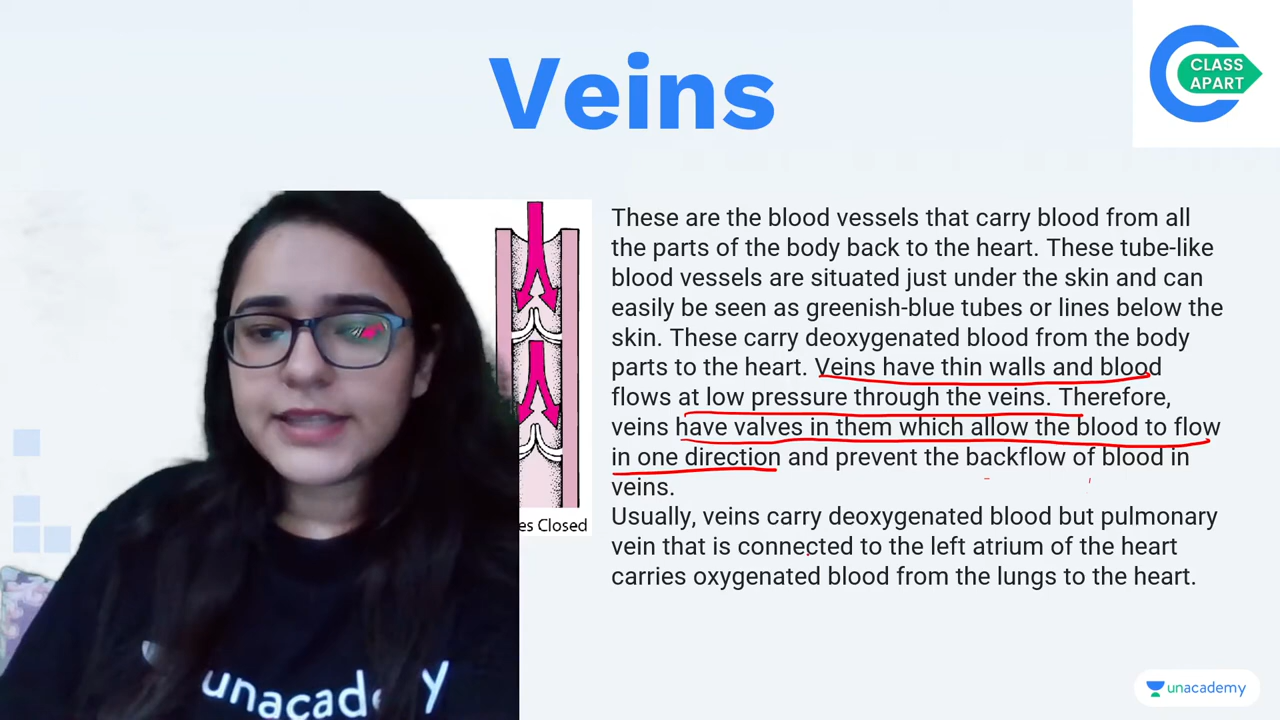 Veins
CLASS
APART
These are the blood vessels that carry blood from all
the parts of the body back to the heart. These tube-like
blood vessels are situated just under the skin and can
easily be seen as greenish-blue tubes or lines below the
skin. These carry deoxygenated blood from the body
parts to the heart. Veins have thin walls and blood
flows at low pressure through the veins. Therefore,
veins have valves in them which allow the blood to flow
in one direction and prevent the backflow of blood in
veins.
Usually, veins carry deoxygenated blood but pulmonary
vein that is connected to the left atrium of the heart
carries oxygenated blood from the lungs to the heart.
es Closed
unacademy
unacademy